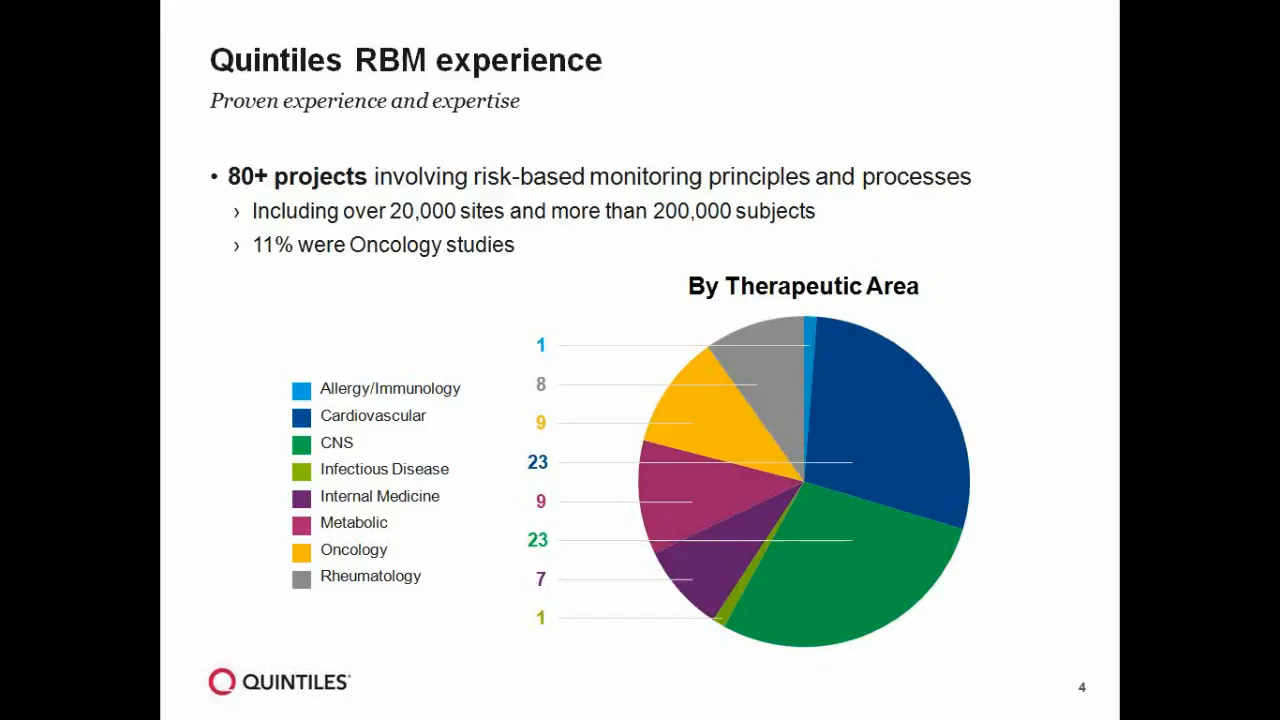 Quintiles RBM experience
Proven experience and expertise
• 80+ projects involving risk-based monitoring principles and processes
› Including over 20,000 sites and more than 200,000 subjects
› 11% were Oncology studies
By Therapeutic Area
1
8
9
23
9
23
7
1
Allergy/Immunology
Cardiovascular
CNS
Infectious Disease
Internal Medicine
Metabolic
Oncology
Rheumatology
QUINTILES
4